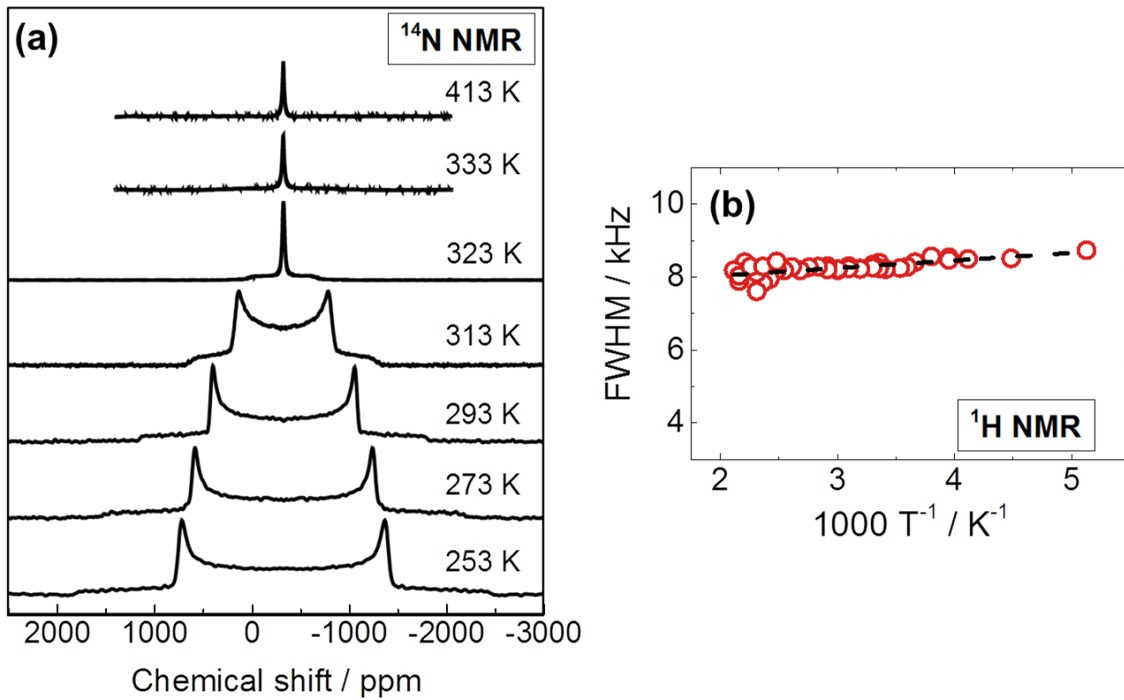 (a)
¹⁴N NMR
413 K
333 K
323 K
313 K
293 K
273 K
253 K
2000 1000 0 -1000 -2000 -3000
Chemical shift / ppm
(b)
10
8
6
4
FWHM / kHz
¹H NMR
2 3 4 5
1000 T⁻¹ / K⁻¹